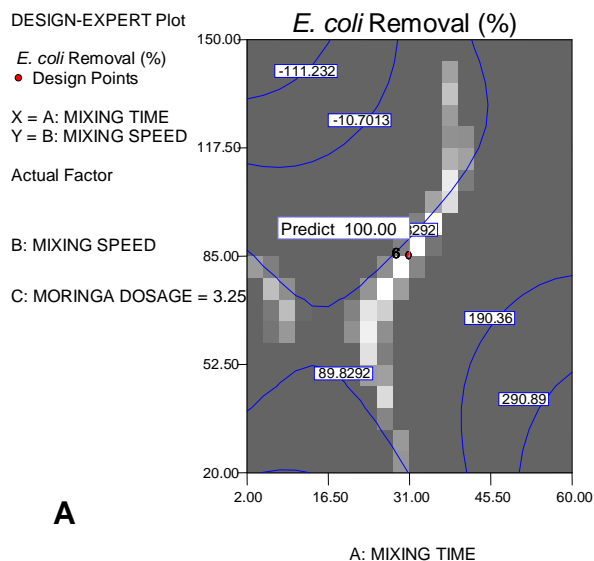 DESIGN-EXPERT Plot
E. coli Removal (%)
Design Points
X = A: MIXING TIME
Y = B: MIXING SPEED
Actual Factor
B: MIXING SPEED
C: MORINGA DOSAGE = 3.25
A
E. coli Removal (%)
150.00
117.50
85.00
52.50
20.00
-111.232
-10.7013
Predict 100.00
8292
6
190.36
89.8292
290.89
2.00 16.50 31.00 45.50 60.00
A: MIXING TIME